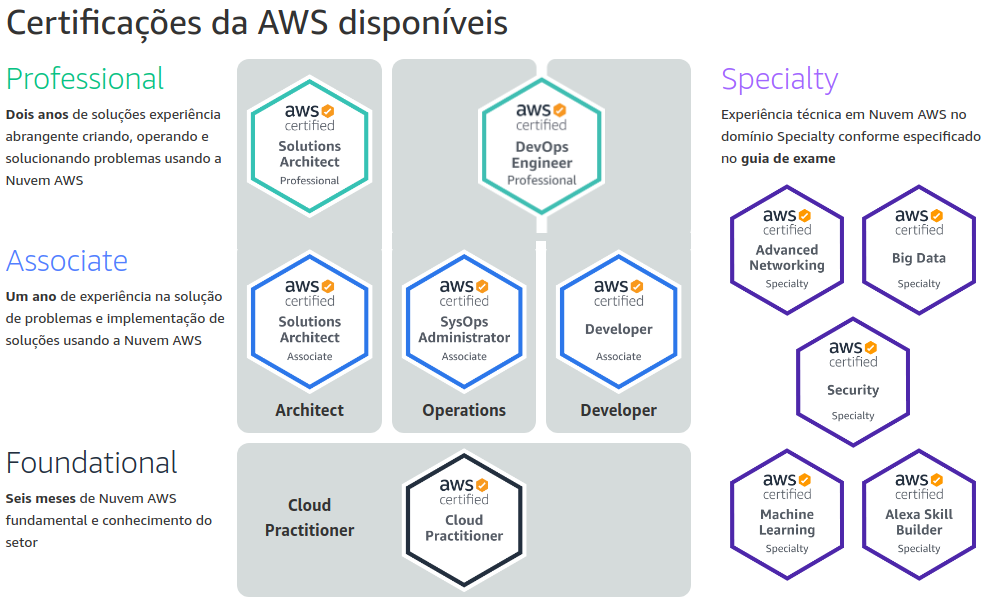 Certificações da AWS disponíveis
Professional
Dois anos de soluções experiência
abrangente criando, operando e
solucionando problemas usando a
Nuvem AWS
aws
certified
Solutions
Architect
Professional
aws
certified
DevOps
Engineer
Professional
Associate
Um ano de experiência na solução
de problemas e implementação de
soluções usando a Nuvem AWS
aws
certified
Solutions
Architect
Associate
aws
certified
SysOps
Administrator
Associate
aws
certified
Developer
Associate
Architect
Operations
Developer
Foundational
Seis meses de Nuvem AWS
fundamental e conhecimento do
setor
Cloud
Practitioner
aws
certified
Cloud
Practitioner
Specialty
Experiência técnica em Nuvem AWS no
domínio Specialty conforme especificado
no guia de exame
aws
certified
Advanced
Networking
Specialty
aws
certified
Big Data
Specialty
aws
certified
Security
Specialty
aws
certified
Machine
Learning
Specialty
aws
certified
Alexa Skill
Builder
Specialty